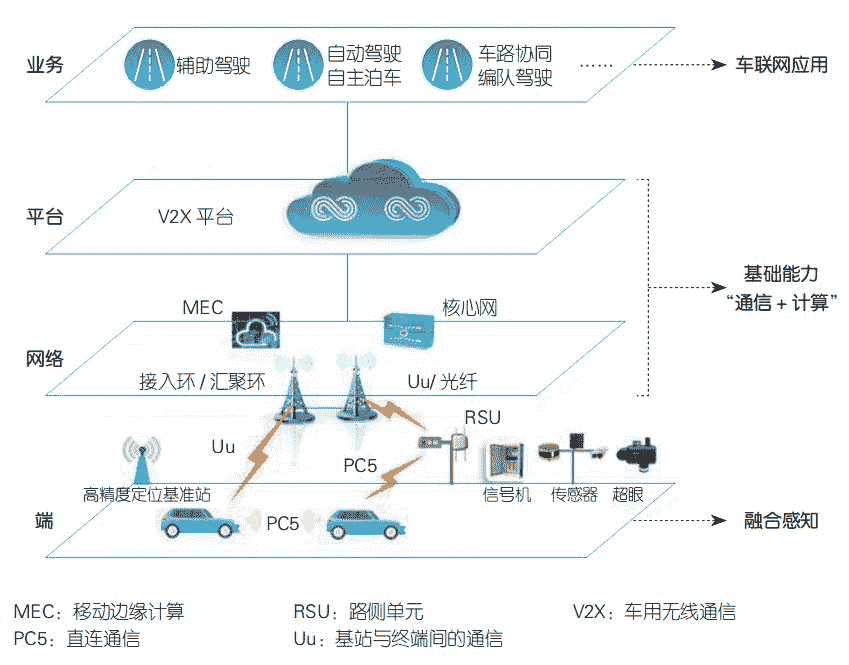 业务
辅助驾驶
自动驾驶
自主泊车
车路协同
编队驾驶
……
车联网应用
平台
V2X 平台
基础能力
“通信 + 计算”
MEC
核心网
网络
接入环 / 汇聚环
Uu/ 光纤
RSU
Uu
PC5
高精度定位基准站
信号机
传感器
超眼
端
PC5
融合感知
MEC：移动边缘计算
RSU：路侧单元
V2X：车用无线通信
PC5：直连通信
Uu：基站与终端间的通信